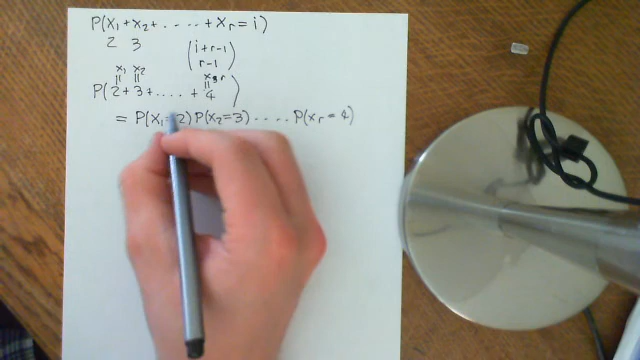 P(x₁+x₂+.....+xᵣ=i)
2 3 (i+r-1 r-1)
x₁ x₂ xᵣ
P(2+3+.....+4)
= P(x₁=2)P(x₂=3)....P(xᵣ=4)